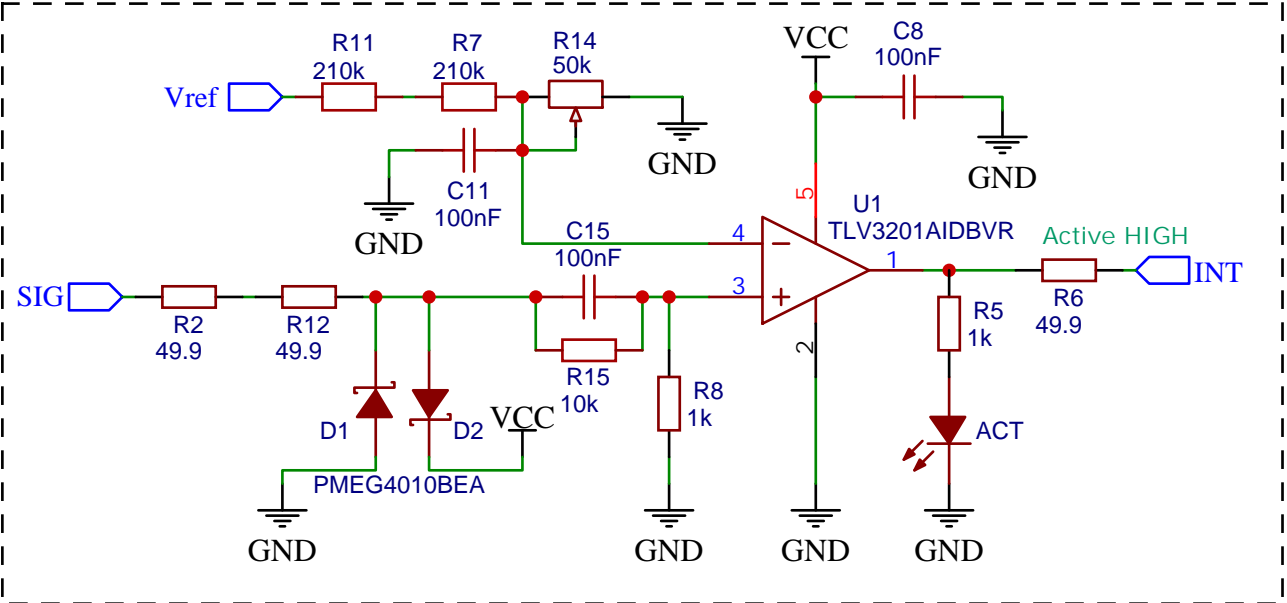 R11
210k
R7
210k
R14
50k
VCC
C8
100nF
Vref
GND
GND
C11
100nF
GND
5
U1
TLV3201AIDBVR
C15
100nF
4
3
1
2
Active HIGH
INT
SIG
R2
49.9
R12
49.9
R6
49.9
R5
1k
R15
10k
R8
1k
D1
D2
VCC
ACT
PMEG4010BEA
GND
GND
GND
GND